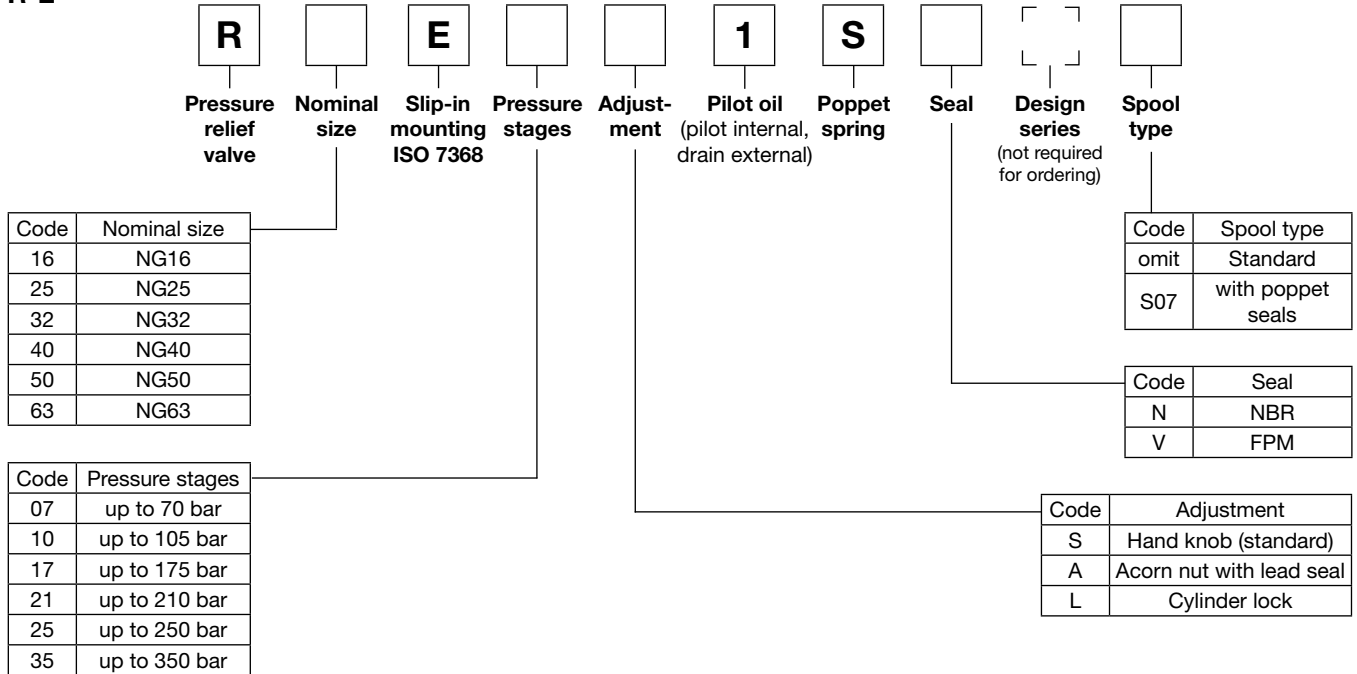 R E 1 S
Pressure Nominal Slip-in Pressure Adjust- Pilot oil Poppet Seal Design Spool
relief size mounting stages ment (pilot internal, spring series type
valve ISO 7368 drain external) (not required
for ordering)
Code Nominal size
16 NG16
25 NG25
32 NG32
40 NG40
50 NG50
63 NG63
Code Pressure stages
07 up to 70 bar
10 up to 105 bar
17 up to 175 bar
21 up to 210 bar
25 up to 250 bar
35 up to 350 bar
Code Spool type
omit Standard
S07 with poppet
seals
Code Seal
N NBR
V FPM
Code Adjustment
S Hand knob (standard)
A Acorn nut with lead seal
L Cylinder lock